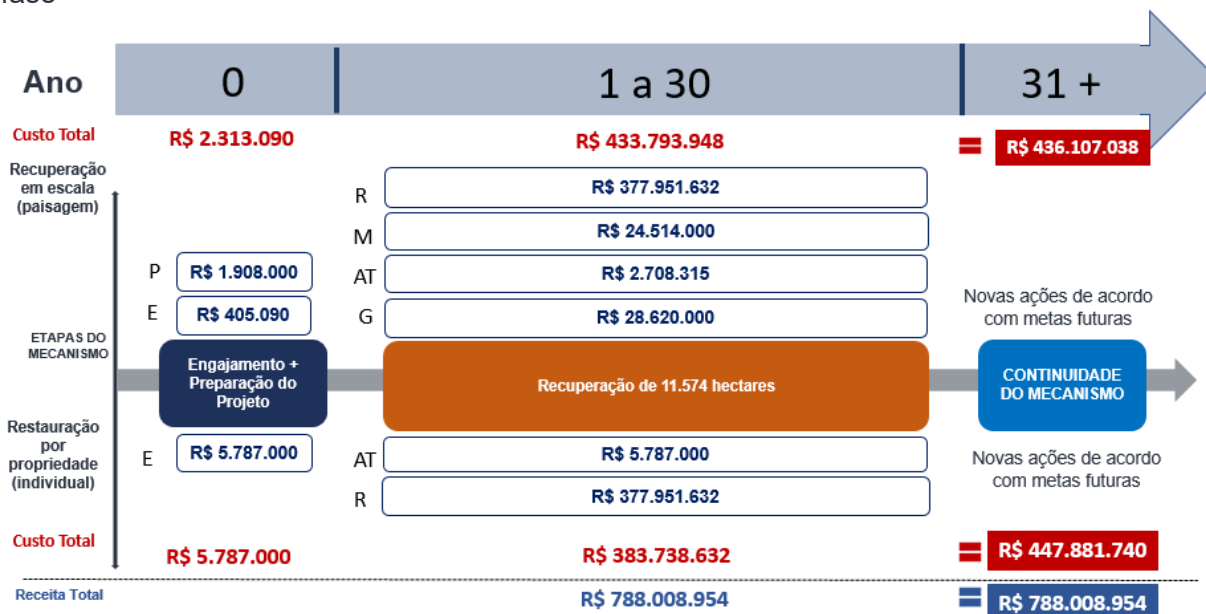 Ano
0
1 a 30
31 +
Custo Total
R$ 2.313.090
R$ 433.793.948
= R$ 436.107.038
Recuperação
em escala
(paisagem)
R
R$ 377.951.632
M
R$ 24.514.000
P
R$ 1.908.000
AT
R$ 2.708.315
E
R$ 405.090
G
R$ 28.620.000
Novas ações de acordo
com metas futuras
ETAPAS DO
MECANISMO
Engajamento +
Preparação do
Projeto
Recuperação de 11.574 hectares
CONTINUIDADE
DO MECANISMO
Restauração
por
propriedade
(individual)
E
R$ 5.787.000
AT
R$ 5.787.000
R
R$ 377.951.632
Novas ações de acordo
com metas futuras
Custo Total
R$ 5.787.000
R$ 383.738.632
= R$ 447.881.740
Receita Total
R$ 788.008.954
= R$ 788.008.954